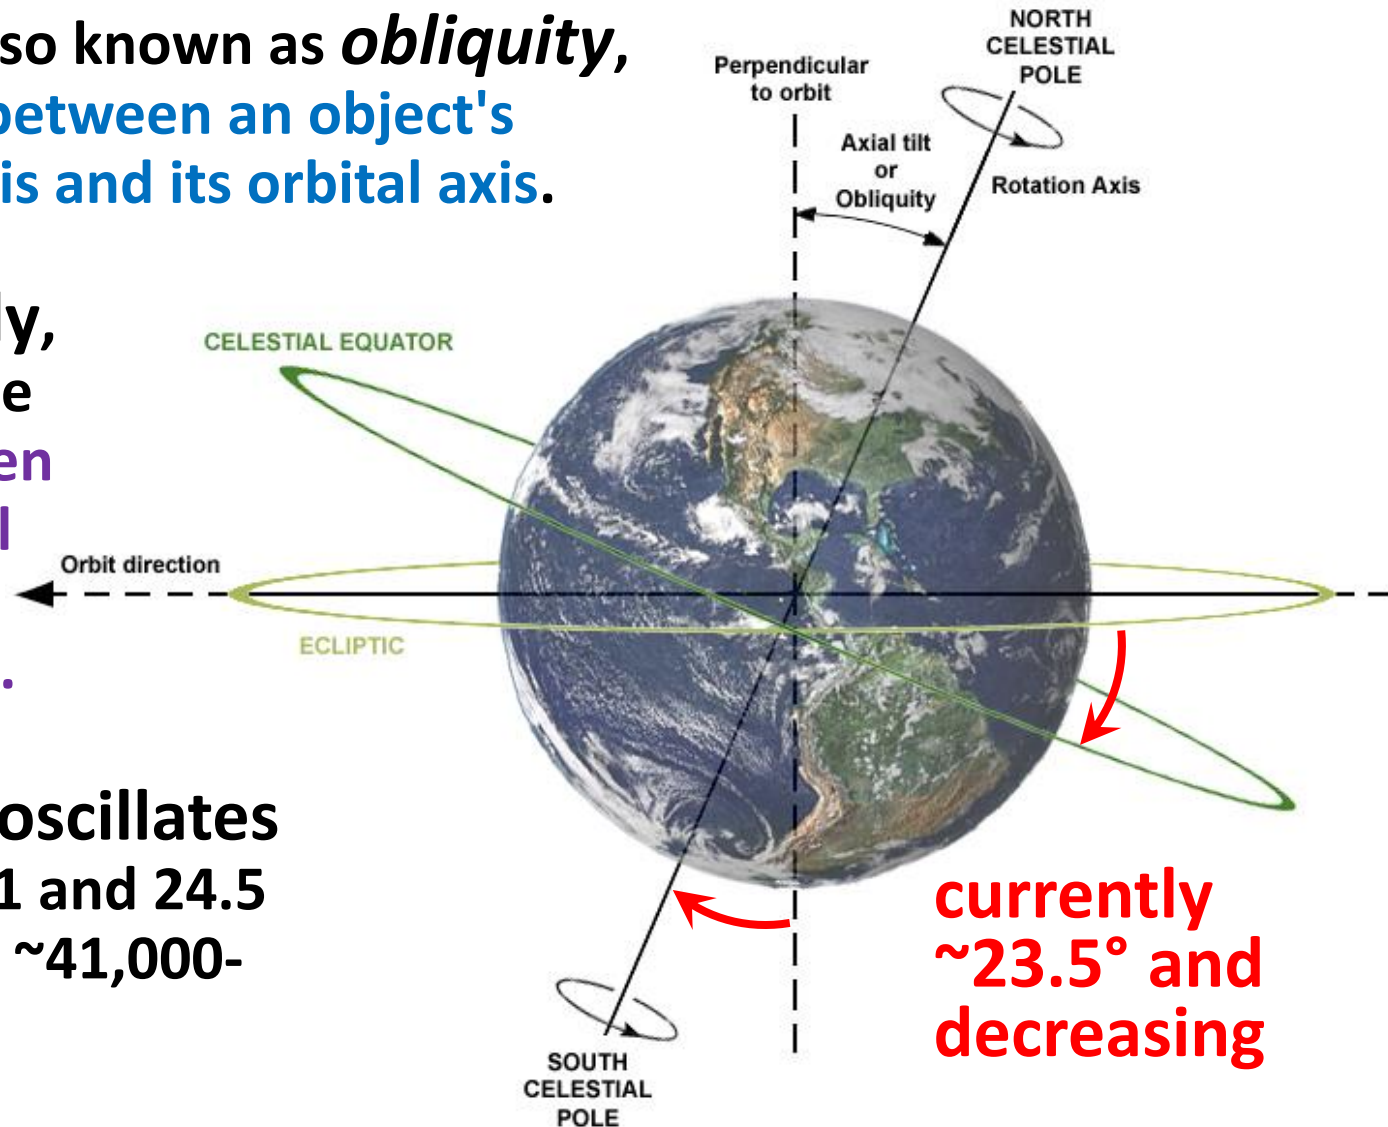 so known as obliquity,
between an object's
is and its orbital axis.
ly,
e
en
l
.
oscillates
1 and 24.5
~41,000-
NORTH
CELESTIAL
POLE
Perpendicular
to orbit
Axial tilt
or
Obliquity
Rotation Axis
CELESTIAL EQUATOR
Orbit direction
ECLIPTIC
currently
~23.5° and
decreasing
SOUTH
CELESTIAL
POLE